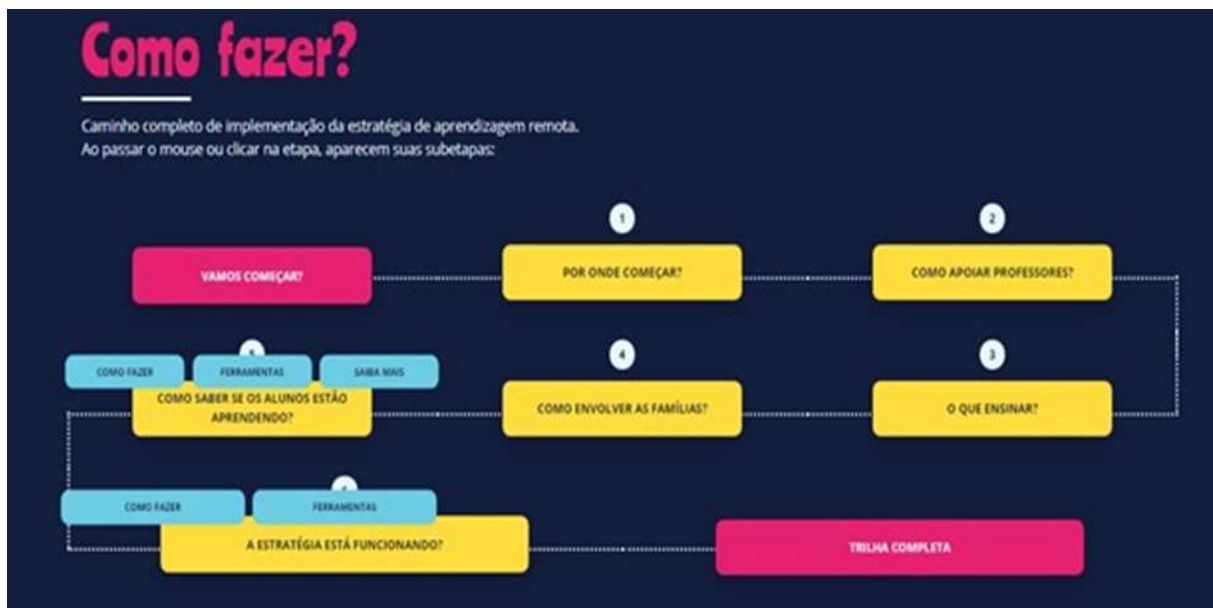 Como fazer?
Caminho completo de implementação da estratégia de aprendizagem remota.
Ao passar o mouse ou clicar na etapa, aparecem suas subetapas:
1
2
VAMOS COMEÇAR?
POR ONDE COMEÇAR?
COMO APOIAR PROFESSORES?
4
3
COMO FAZER
FERRAMENTAS
SAIBA MAIS
COMO SABER SE OS ALUNOS ESTÃO
APRENDENDO?
COMO ENVOLVER AS FAMÍLIAS?
O QUE ENSINAR?
COMO FAZER
FERRAMENTAS
A ESTRATÉGIA ESTÁ FUNCIONANDO?
TRILHA COMPLETA